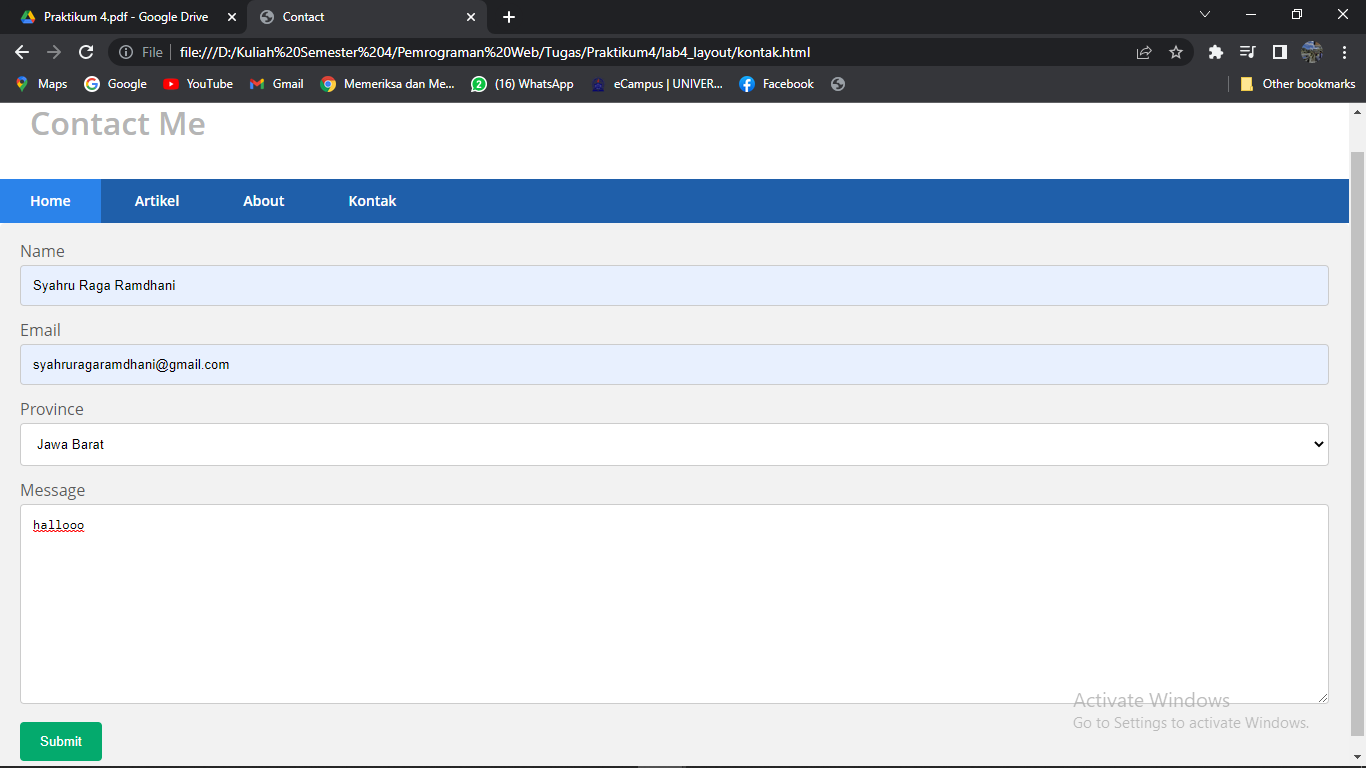 Praktikum 4.pdf - Google Drive
Contact
File
file:///D:/Kuliah%20Semester%204/Pemrograman%20Web/Tugas/Praktikum4/lab4_layout/kontak.html
Maps
Google
YouTube
Gmail
Memeriksa dan Me...
(16) WhatsApp
eCampus | UNIVER...
Facebook
Other bookmarks
Contact Me
Home Artikel About Kontak
Name
Syahru Raga Ramdhani
Email
syahruragaramdhani@gmail.com
Province
Jawa Barat
Message
hallooo
Activate Windows
Go to Settings to activate Windows.
Submit